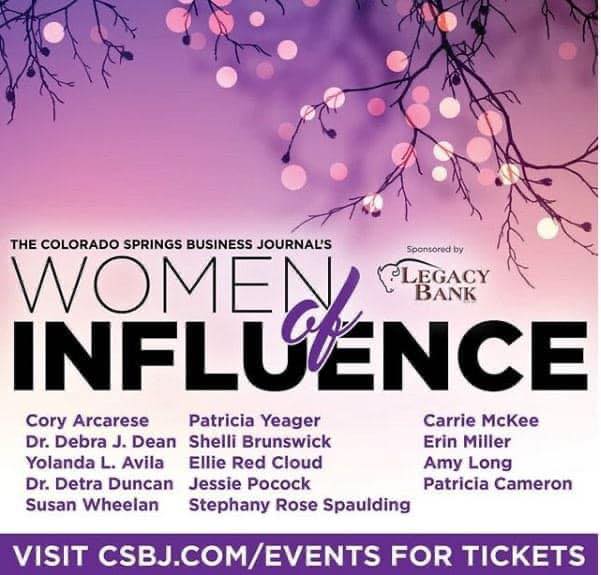 THE COLORADO SPRINGS BUSINESS JOURNAL'S
Sponsored by
LEGACY
BANK
WOMEN
of
INFLUENCE
Cory Arcarese
Dr. Debra J. Dean
Yolanda L. Avila
Dr. Detra Duncan
Susan Wheelan
Patricia Yeager
Shelli Brunswick
Ellie Red Cloud
Jessie Pocock
Stephany Rose Spaulding
Carrie McKee
Erin Miller
Amy Long
Patricia Cameron
VISIT CSBJ.COM/EVENTS FOR TICKETS